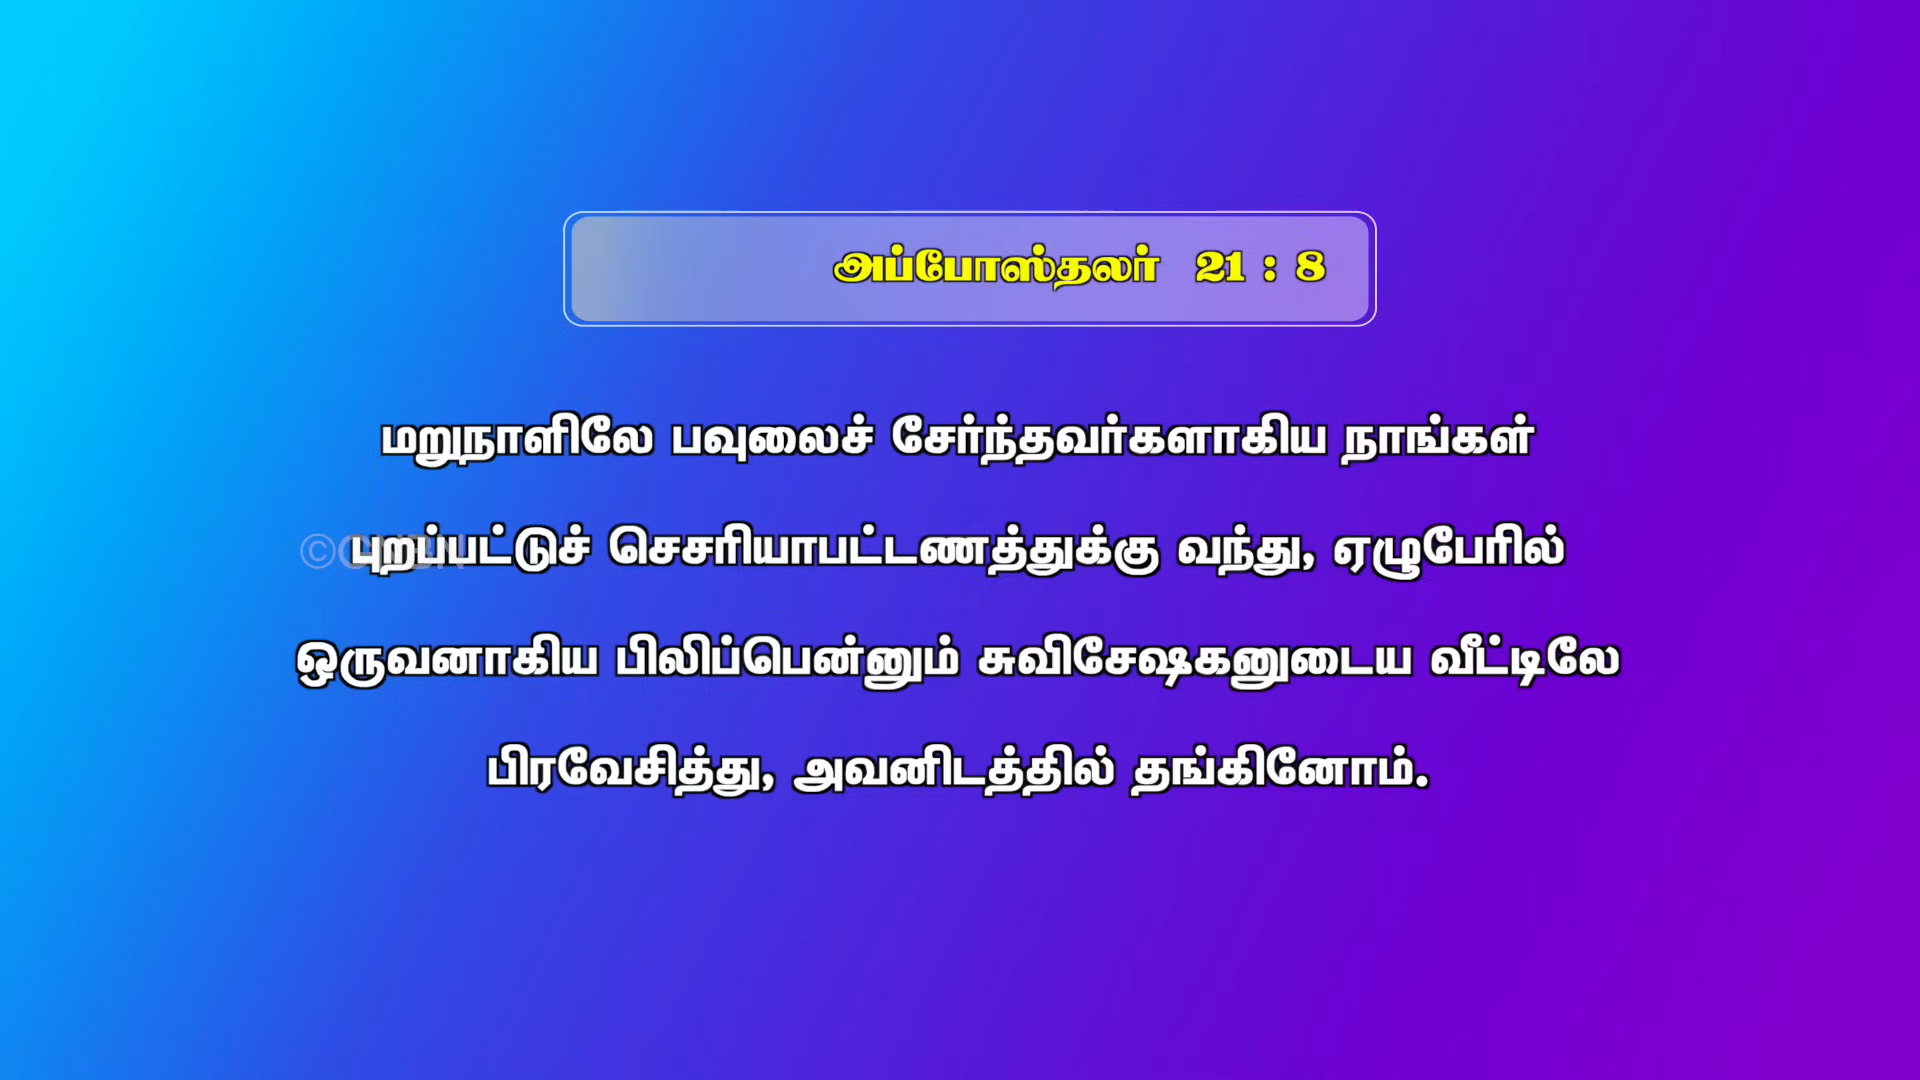 அப்போஸ்தலர் 21 : 8
மறுநாளிலே பவுலைச் சேர்ந்தவர்களாகிய நாங்கள்
புறப்பட்டுச் செசரியாபட்டணத்துக்கு வந்து, ஏழுபேரில்
ஒருவனாகிய பிலிப்பென்னும் சுவிசேஷகனுடைய வீட்டிலே
பிரவேசித்து, அவனிடத்தில் தங்கினோம்.